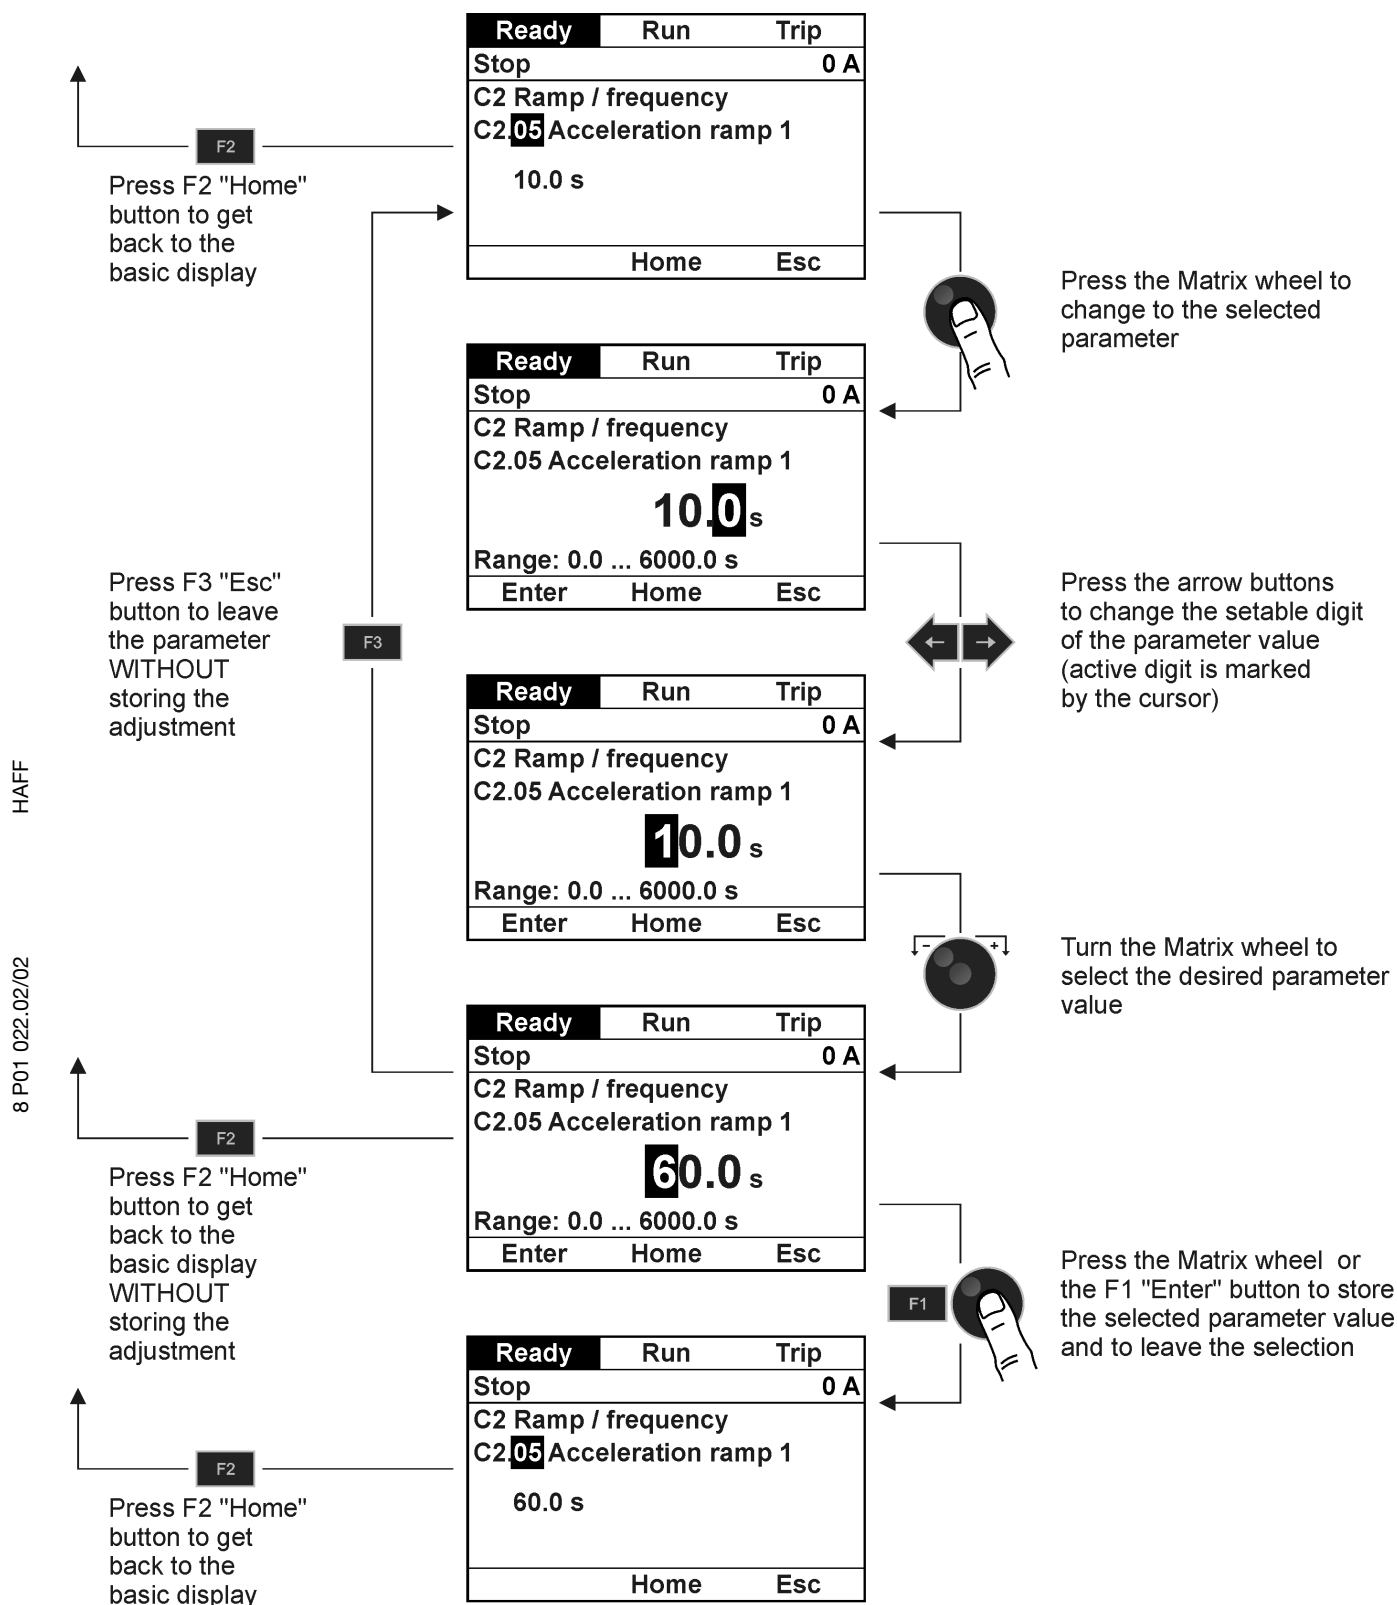 Ready Run Trip
Stop 0 A
C2 Ramp / frequency
C2.05 Acceleration ramp 1
10.0 s
Home Esc
F2
Press F2 "Home"
button to get
back to the
basic display
Press the Matrix wheel to
change to the selected
parameter
Ready Run Trip
Stop 0 A
C2 Ramp / frequency
C2.05 Acceleration ramp 1
10.0 s
Range: 0.0 ... 6000.0 s
Enter Home Esc
Press F3 "Esc"
button to leave
the parameter
WITHOUT
storing the
adjustment
F3
← →
Press the arrow buttons
to change the setable digit
of the parameter value
(active digit is marked
by the cursor)
Ready Run Trip
Stop 0 A
C2 Ramp / frequency
C2.05 Acceleration ramp 1
10.0 s
Range: 0.0 ... 6000.0 s
Enter Home Esc
HAFF
8 P01 022.02/02
- +
Turn the Matrix wheel to
select the desired parameter
value
Ready Run Trip
Stop 0 A
C2 Ramp / frequency
C2.05 Acceleration ramp 1
60.0 s
Range: 0.0 ... 6000.0 s
Enter Home Esc
F2
Press F2 "Home"
button to get
back to the
basic display
WITHOUT
storing the
adjustment
F1
Press the Matrix wheel or
the F1 "Enter" button to store
the selected parameter value
and to leave the selection
Ready Run Trip
Stop 0 A
C2 Ramp / frequency
C2.05 Acceleration ramp 1
60.0 s
Home Esc
F2
Press F2 "Home"
button to get
back to the
basic display